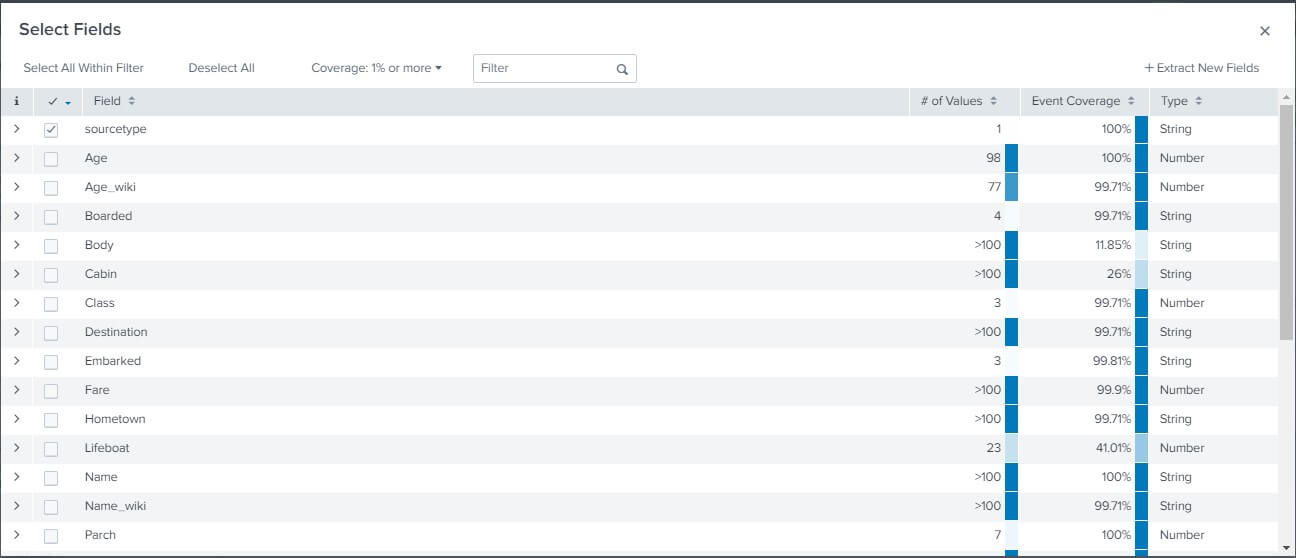 Select Fields
Select All Within Filter Deselect All Coverage: 1% or more Filter + Extract New Fields
i Field # of Values Event Coverage Type
sourcetype 1 100% String
Age 98 100% Number
Age_wiki 77 99.71% Number
Boarded 4 99.71% String
Body >100 11.85% String
Cabin >100 26% String
Class 3 99.71% Number
Destination >100 99.71% String
Embarked 3 99.81% String
Fare >100 99.9% Number
Hometown >100 99.71% String
Lifeboat 23 41.01% Number
Name >100 100% String
Name_wiki >100 99.71% String
Parch 7 100% Number